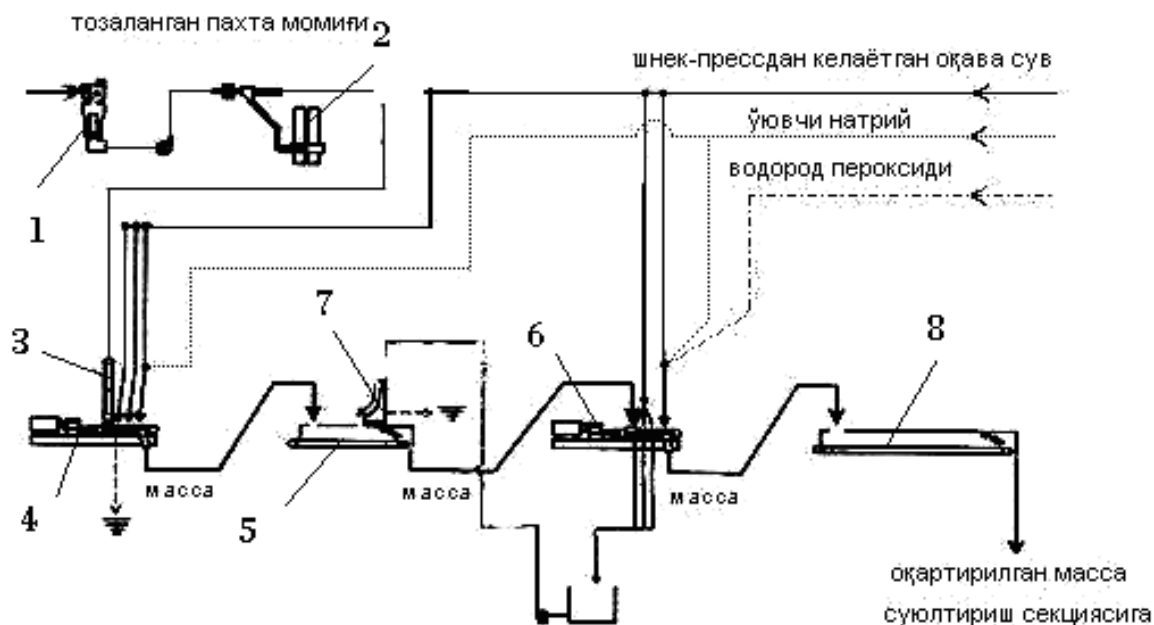 тозаланган пахта момиғи
2
шнек-прессдан келаётган оқава сув
ўювчи натрий
водород пероксиди
1
3
7
6
8
4
масса
5
масса
масса
оқартирилган масса
суюлтириш секциясига